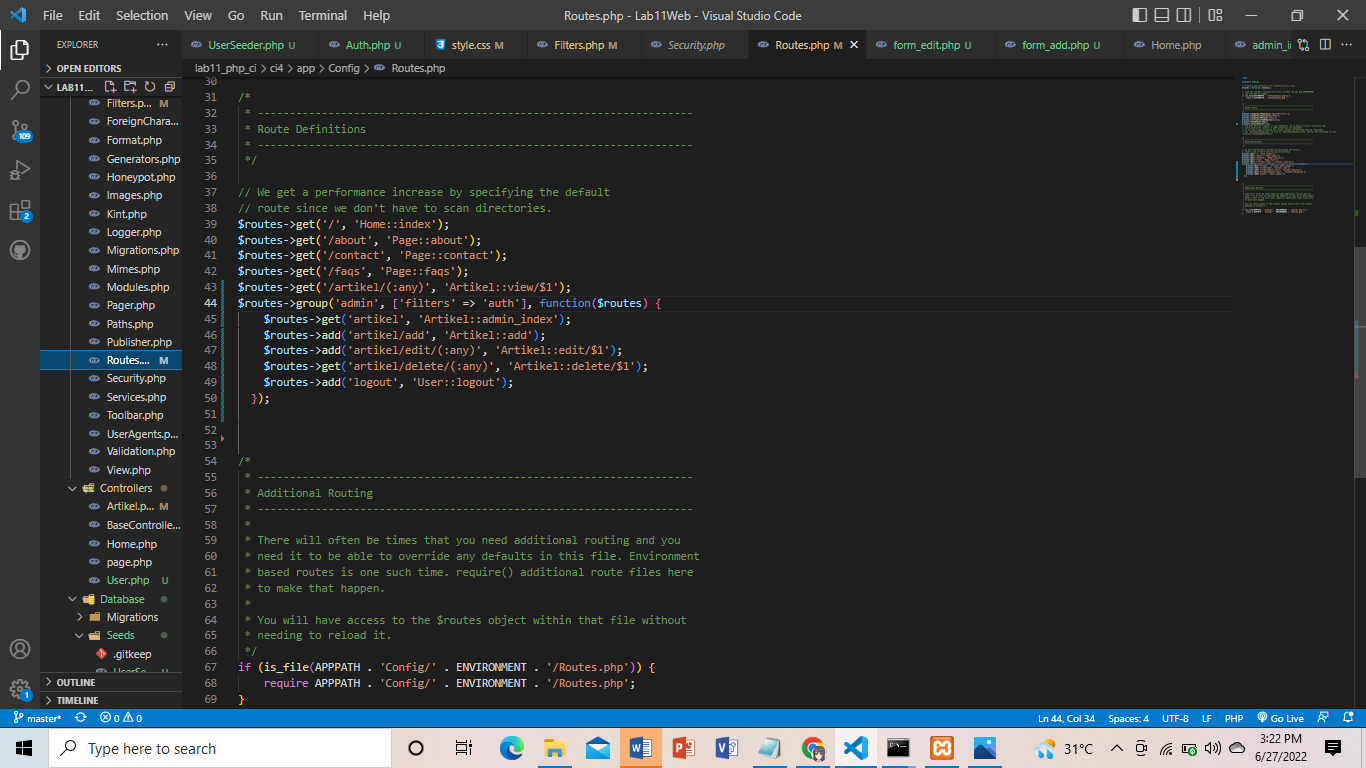 File Edit Selection View Go Run Terminal Help Routes.php - Lab11Web - Visual Studio Code
EXPLORER
UserSeeder.php U Auth.php U style.css M Filters.php M Security.php Routes.php M form_edit.php U form_add.php U Home.php admin_i
OPEN EDITORS
lab11_php_ci > ci4 > app > Config > Routes.php
LAB11...
Filters.p... M
ForeignChara...
Format.php
Generators.php
Honeypot.php
Images.php
Kint.php
Logger.php
Migrations.php
Mimes.php
Modules.php
Pager.php
Paths.php
Publisher.php
Routes.... M
Security.php
Services.php
Toolbar.php
UserAgents.p...
Validation.php
View.php
Controllers
Artikel.p... M
BaseControlle...
Home.php
page.php
User.php U
Database
Migrations
Seeds
.gitkeep
UserSe... U
OUTLINE
TIMELINE
109
2
1
30
31 /*
32 * --------------------------------------------------------------------
33 * Route Definitions
34 * --------------------------------------------------------------------
35 */
36
37 // We get a performance increase by specifying the default
38 // route since we don't have to scan directories.
39 $routes->get('/', 'Home::index');
40 $routes->get('/about', 'Page::about');
41 $routes->get('/contact', 'Page::contact');
42 $routes->get('/faqs', 'Page::faqs');
43 $routes->get('/artikel/(:any)', 'Artikel::view/$1');
44 $routes->group('admin', ['filters' => 'auth'], function($routes) {
45 $routes->get('artikel', 'Artikel::admin_index');
46 $routes->add('artikel/add', 'Artikel::add');
47 $routes->add('artikel/edit/(:any)', 'Artikel::edit/$1');
48 $routes->get('artikel/delete/(:any)', 'Artikel::delete/$1');
49 $routes->add('logout', 'User::logout');
50 });
51
52
53
54 /*
55 * --------------------------------------------------------------------
56 * Additional Routing
57 * --------------------------------------------------------------------
58 *
59 * There will often be times that you need additional routing and you
60 * need it to be able to override any defaults in this file. Environment
61 * based routes is one such time. require() additional route files here
62 * to make that happen.
63 *
64 * You will have access to the $routes object within that file without
65 * needing to reload it.
66 */
67 if (is_file(APPPATH . 'Config/' . ENVIRONMENT . '/Routes.php')) {
68 require APPPATH . 'Config/' . ENVIRONMENT . '/Routes.php';
69 }
master* 0 0 Ln 44, Col 34 Spaces: 4 UTF-8 LF PHP Go Live
Type here to search 31°C 3:22 PM
6/27/2022